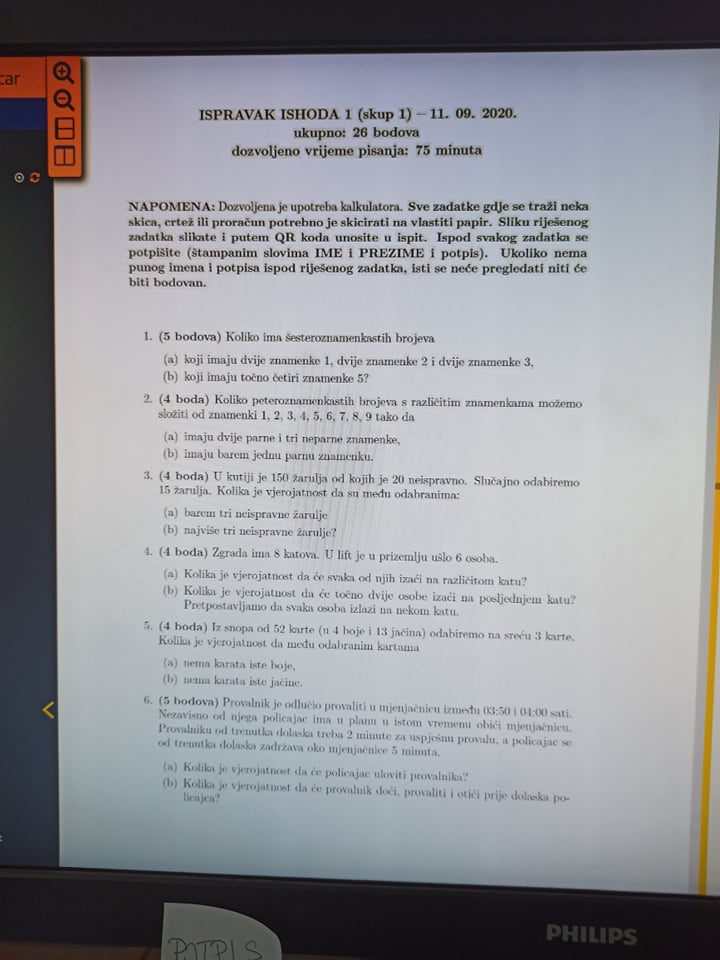 car
ISPRAVAK ISHODA 1 (skup 1) – 11. 09. 2020.
ukupno: 26 bodova
dozvoljeno vrijeme pisanja: 75 minuta
NAPOMENA: Dozvoljena je upotreba kalkulatora. Sve zadatke gdje se traži neka
skica, crtež ili proračun potrebno je skicirati na vlastiti papir. Sliku riješenog
zadatka slikate i putem QR koda unosite u ispit. Ispod svakog zadatka se
potpišite (štampanim slovima IME i PREZIME i potpis). Ukoliko nema
punog imena i potpisa ispod riješenog zadatka, isti se neće pregledati niti će
biti bodovan.
1. (5 bodova) Koliko ima šesteroznamenkastih brojeva
(a) koji imaju dvije znamenke 1, dvije znamenke 2 i dvije znamenke 3,
(b) koji imaju točno četiri znamenke 5?
2. (4 boda) Koliko peteroznamenkastih brojeva s različitim znamenkama možemo
složiti od znamenki 1, 2, 3, 4, 5, 6, 7, 8, 9 tako da
(a) imaju dvije parne i tri neparne znamenke,
(b) imaju barem jednu parnu znamenku.
3. (4 boda) U kutiji je 150 žarulja od kojih je 20 neispravno. Slučajno odabiremo
15 žarulja. Kolika je vjerojatnost da su među odabranima:
(a) barem tri neispravne žarulje
(b) najviše tri neispravne žarulje?
4. (4 boda) Zgrada ima 8 katova. U lift je u prizemlju ušlo 6 osoba.
(a) Kolika je vjerojatnost da će svaka od njih izaći na različitom katu?
(b) Kolika je vjerojatnost da će točno dvije osobe izaći na posljednjem katu?
Pretpostavljamo da svaka osoba izlazi na nekom katu.
5. (4 boda) Iz snopa od 52 karte (u 4 boje i 13 jačina) odabiremo na sreću 3 karte.
Kolika je vjerojatnost da među odabranim kartama
(a) nema karata iste boje,
(b) nema karata iste jačine.
6. (5 bodova) Provalnik je odlučio provaliti u mjenjačnicu između 03:50 i 04:00 sati.
Nezavisno od njega policajac ima u planu u istom vremenu obići mjenjačnicu.
Provalniku od trenutka dolaska treba 2 minute za uspješnu provalu, a policajac se
od trenutka dolaska zadržava oko mjenjačnice 5 minuta.
(a) Kolika je vjerojatnost da će policajac uloviti provalnika?
(b) Kolika je vjerojatnost da će provalnik doći, provaliti i otići prije dolaska po-
licajca?
PHILIPS
POTPIS